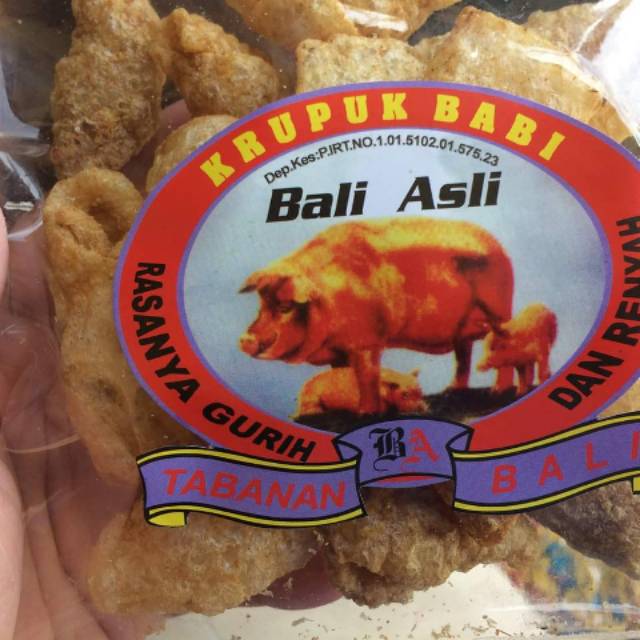 KRUPUK BABI
Dep.Kes:P.IRT.NO.1.01.5102.01.575.23
Bali Asli
RASANYA GURIH
DAN RENYAH
BA
TABANAN BALI